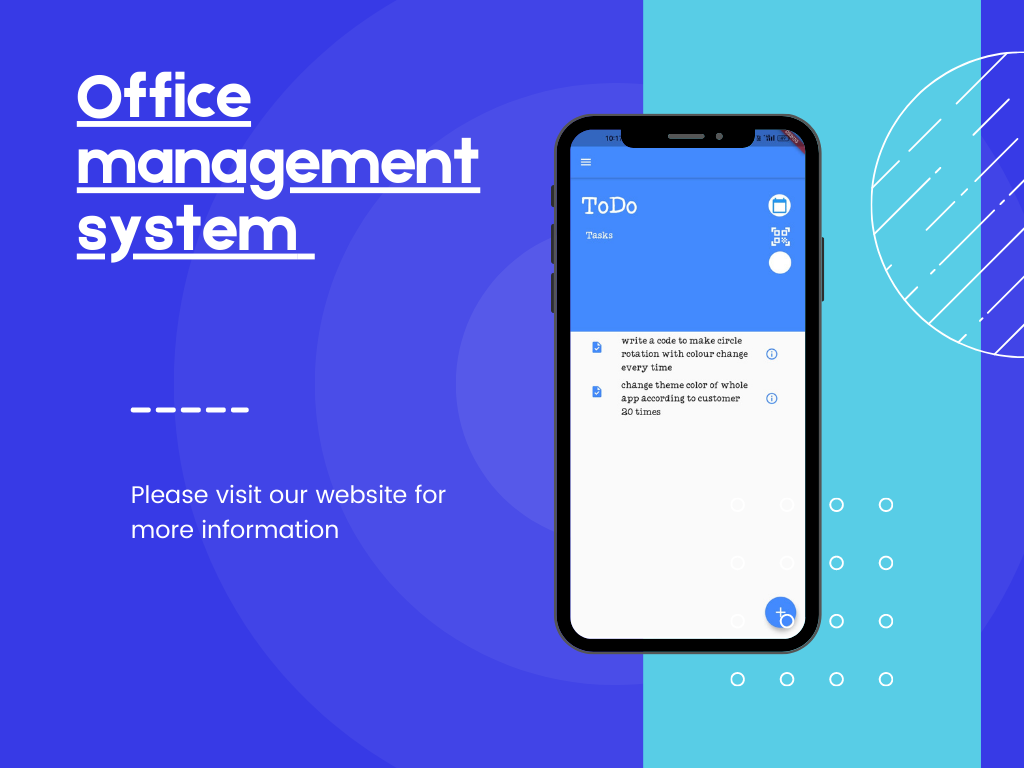 Office
management
system
Please visit our website for
more information
ToDo
Tasks
write a code to make circle
rotation with colour change
every time
change theme color of whole
app according to customer
20 times